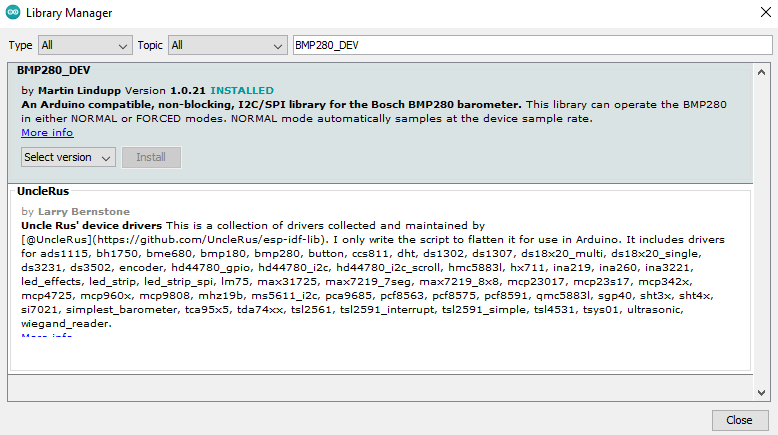 Library Manager
Type All Topic All BMP280_DEV
BMP280_DEV
by Martin Lindupp Version 1.0.21 INSTALLED
An Arduino compatible, non-blocking, I2C/SPI library for the Bosch BMP280 barometer. This library can operate the BMP280
in either NORMAL or FORCED modes. NORMAL mode automatically samples at the device sample rate.
More info
Select version Install
UncleRus
by Larry Bernstone
Uncle Rus' device drivers This is a collection of drivers collected and maintained by
[@UncleRus](https://github.com/UncleRus/esp-idf-lib). I only write the script to flatten it for use in Arduino. It includes drivers
for ads1115, bh1750, bme680, bmp180, bmp280, button, ccs811, dht, ds1302, ds1307, ds18x20_multi, ds18x20_single,
ds3231, ds3502, encoder, hd44780_gpio, hd44780_i2c, hd44780_i2c_scroll, hmc5883l, hx711, ina219, ina260, ina3221,
led_effects, led_strip, led_strip_spi, lm75, max31725, max7219_7seg, max7219_8x8, mcp23017, mcp23s17, mcp342x,
mcp4725, mcp960x, mcp9808, mhz19b, ms5611_i2c, pca9685, pcf8563, pcf8575, pcf8591, qmc5883l, sgp40, sht3x, sht4x,
si7021, simplest_barometer, tca95x5, tda74xx, tsl2561, tsl2591_interrupt, tsl2591_simple, tsl4531, tsys01, ultrasonic,
wiegand_reader.
More info
Close